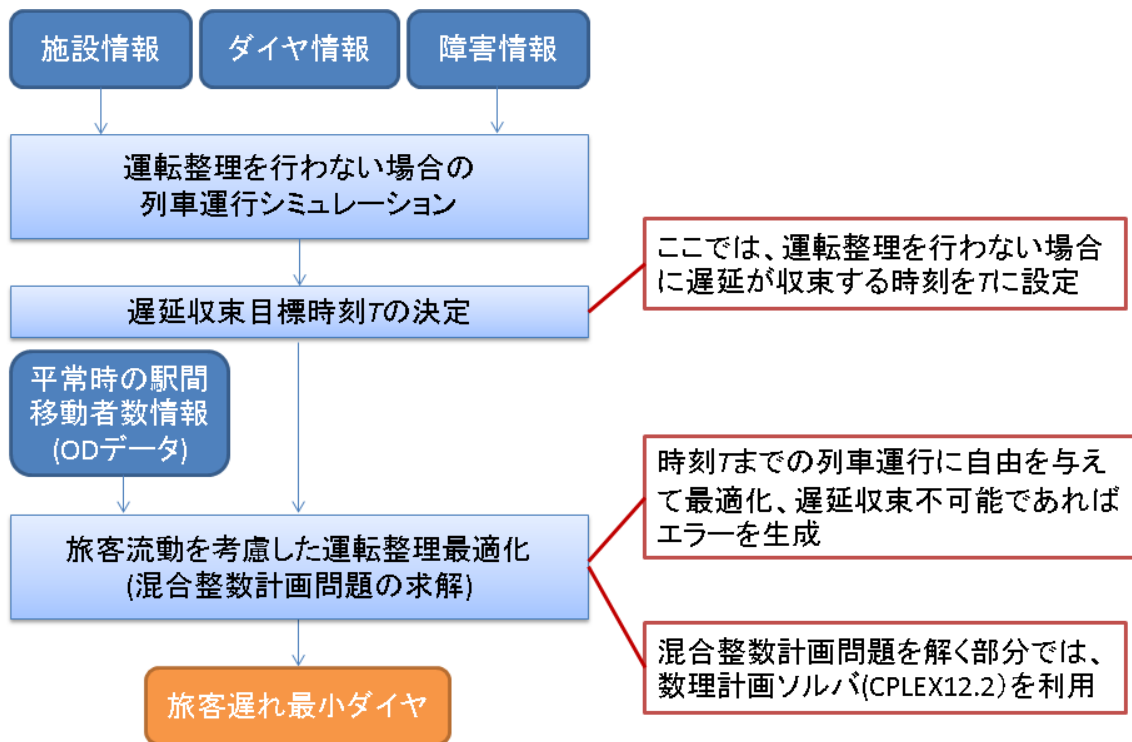 施設情報
ダイヤ情報
障害情報
運転整理を行わない場合の
列車運行シミュレーション
ここでは、運転整理を行わない場合
に遅延が収束する時刻をTに設定
遅延収束目標時刻Tの決定
平常時の駅間
移動者数情報
(ODデータ)
時刻Tまでの列車運行に自由を与え
て最適化、遅延収束不可能であれば
エラーを生成
旅客流動を考慮した運転整理最適化
(混合整数計画問題の求解)
混合整数計画問題を解く部分では、
数理計画ソルバ(CPLEX12.2)を利用
旅客遅れ最小ダイヤ